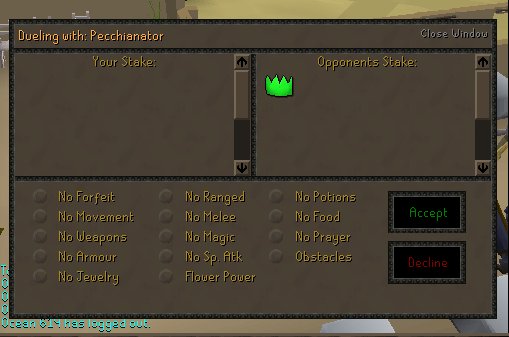 Dueling with: Pecchianator
Close Window
Your Stake:
Opponents Stake:
No Forfeit
No Ranged
No Potions
No Movement
No Melee
No Food
No Weapons
No Magic
No Prayer
No Armour
No Sp. Atk
Obstacles
No Jewelry
Flower Power
Accept
Decline
Ocean 614 has logged out.